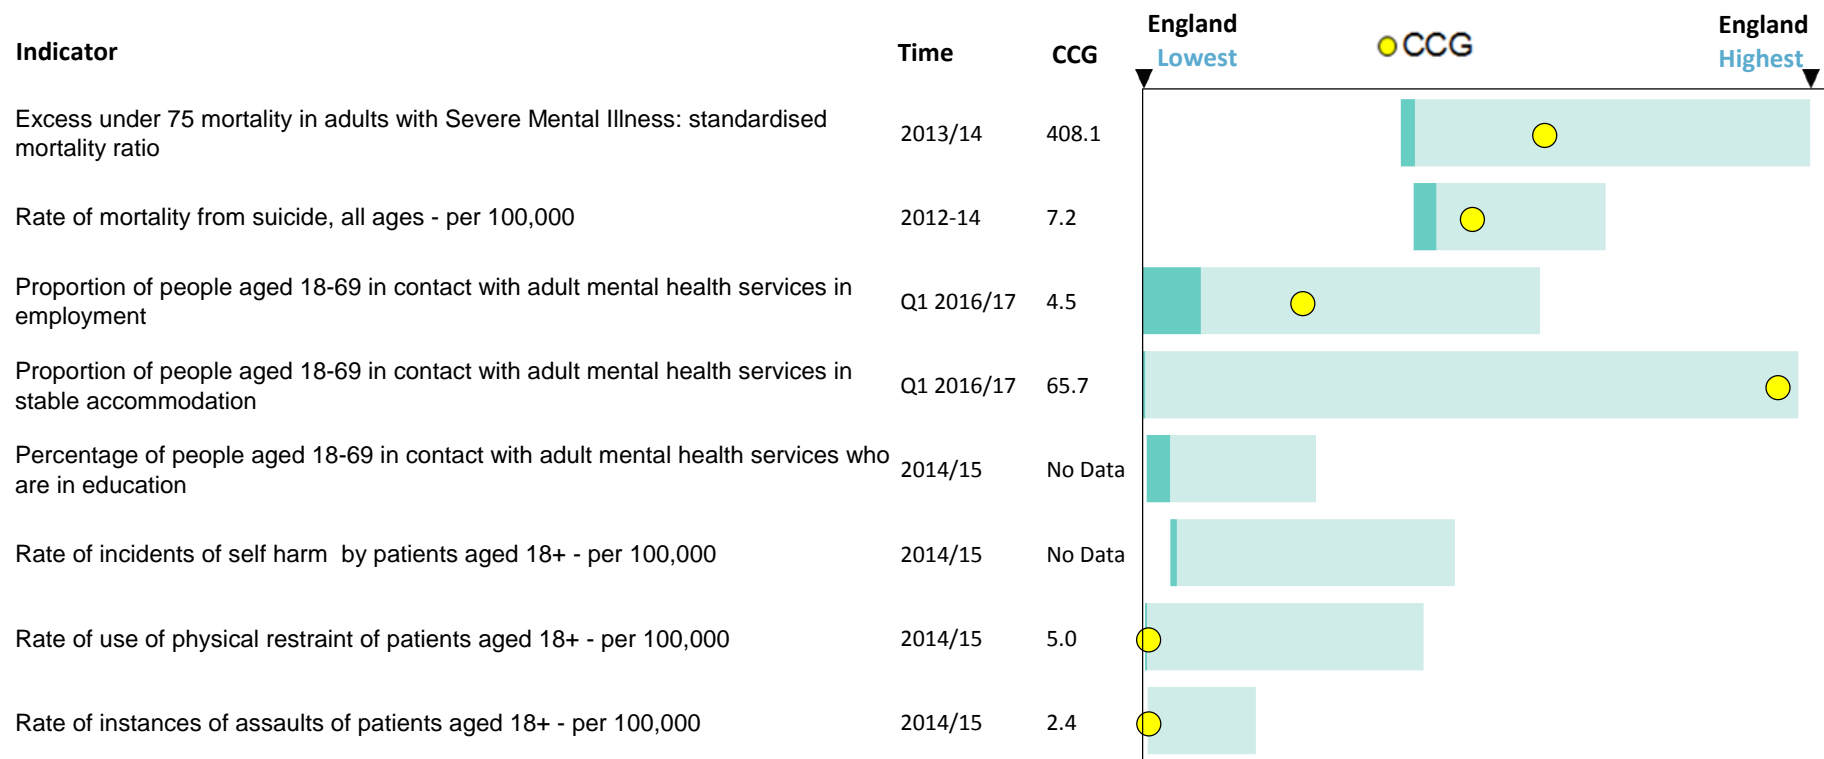 Indicator Time CCG England Lowest CCG England Highest
Excess under 75 mortality in adults with Severe Mental Illness: standardised
mortality ratio
2013/14 408.1
Rate of mortality from suicide, all ages - per 100,000 2012-14 7.2
Proportion of people aged 18-69 in contact with adult mental health services in
employment
Q1 2016/17 4.5
Proportion of people aged 18-69 in contact with adult mental health services in
stable accommodation
Q1 2016/17 65.7
Percentage of people aged 18-69 in contact with adult mental health services who
are in education
2014/15 No Data
Rate of incidents of self harm  by patients aged 18+ - per 100,000 2014/15 No Data
Rate of use of physical restraint of patients aged 18+ - per 100,000 2014/15 5.0
Rate of instances of assaults of patients aged 18+ - per 100,000 2014/15 2.4